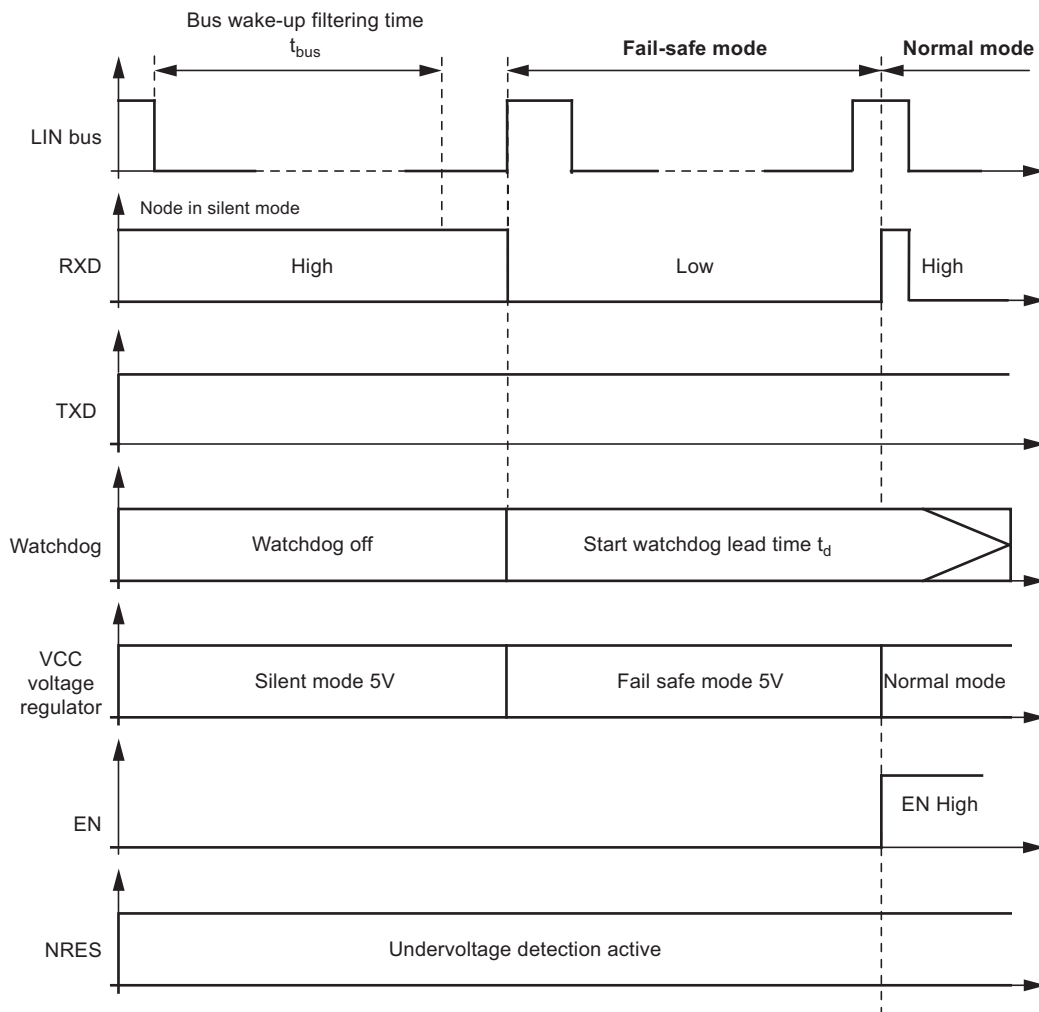 Bus wake-up filtering time
t_bus
Fail-safe mode
Normal mode
LIN bus
Node in silent mode
RXD
High
Low
High
TXD
Watchdog
Watchdog off
Start watchdog lead time t_d
VCC
voltage
regulator
Silent mode 5V
Fail safe mode 5V
Normal mode
EN
EN High
NRES
Undervoltage detection active